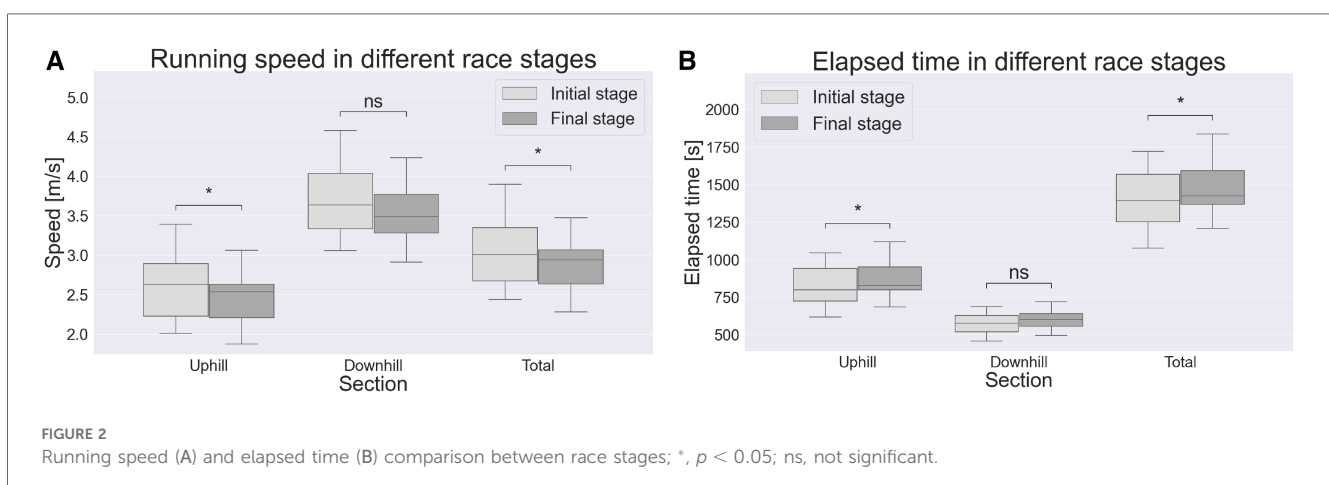 A
Running speed in different race stages
Initial stage
Final stage
5.0
4.5
4.0
3.5
3.0
2.5
2.0
Speed [m/s]
*
ns
*
Uphill
Downhill
Total
Section
B
Elapsed time in different race stages
Initial stage
Final stage
2000
1750
1500
1250
1000
750
500
Elapsed time [s]
*
ns
*
Uphill
Downhill
Total
Section
FIGURE 2
Running speed (A) and elapsed time (B) comparison between race stages; *, p < 0.05; ns, not significant.